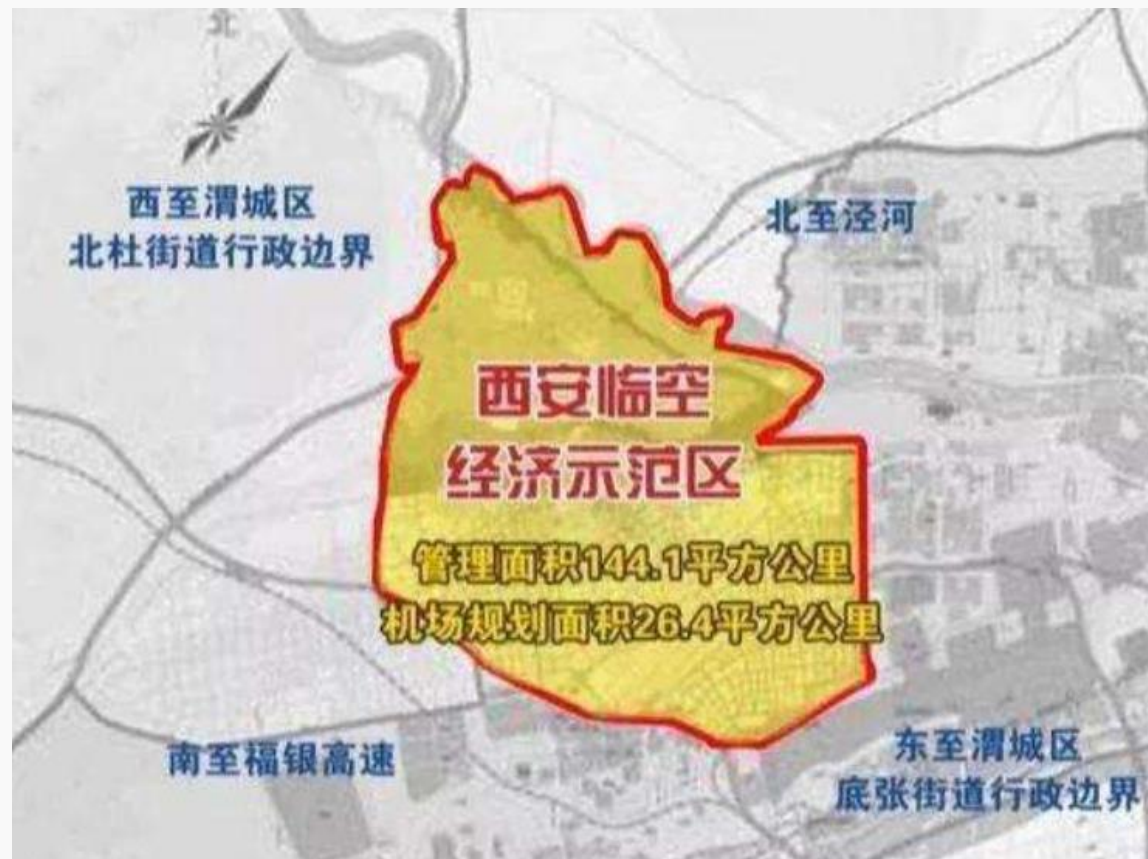 北
西至渭城区
北杜街道行政边界
北至泾河
西安临空
经济示范区
管理面积144.1平方公里
机场规划面积26.4平方公里
南至福银高速
东至渭城区
底张街道行政边界